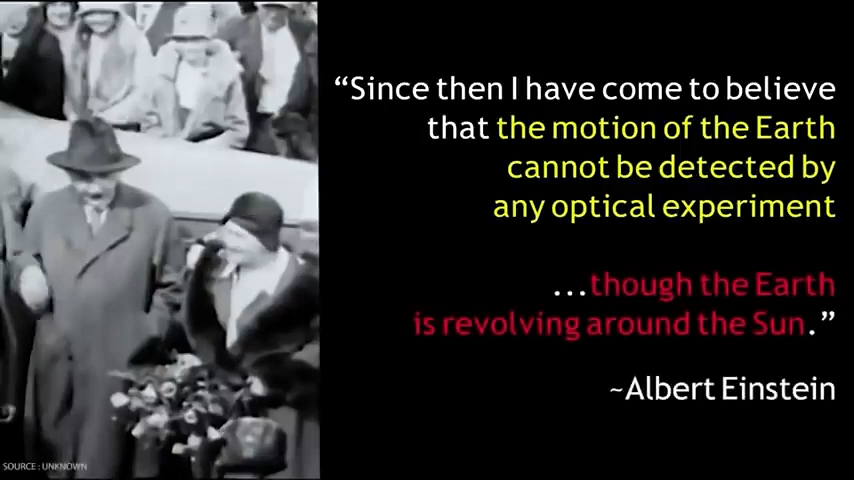 “Since then I have come to believe
that the motion of the Earth
cannot be detected by
any optical experiment
...though the Earth
is revolving around the Sun.”
~Albert Einstein
SOURCE : UNKNOWN